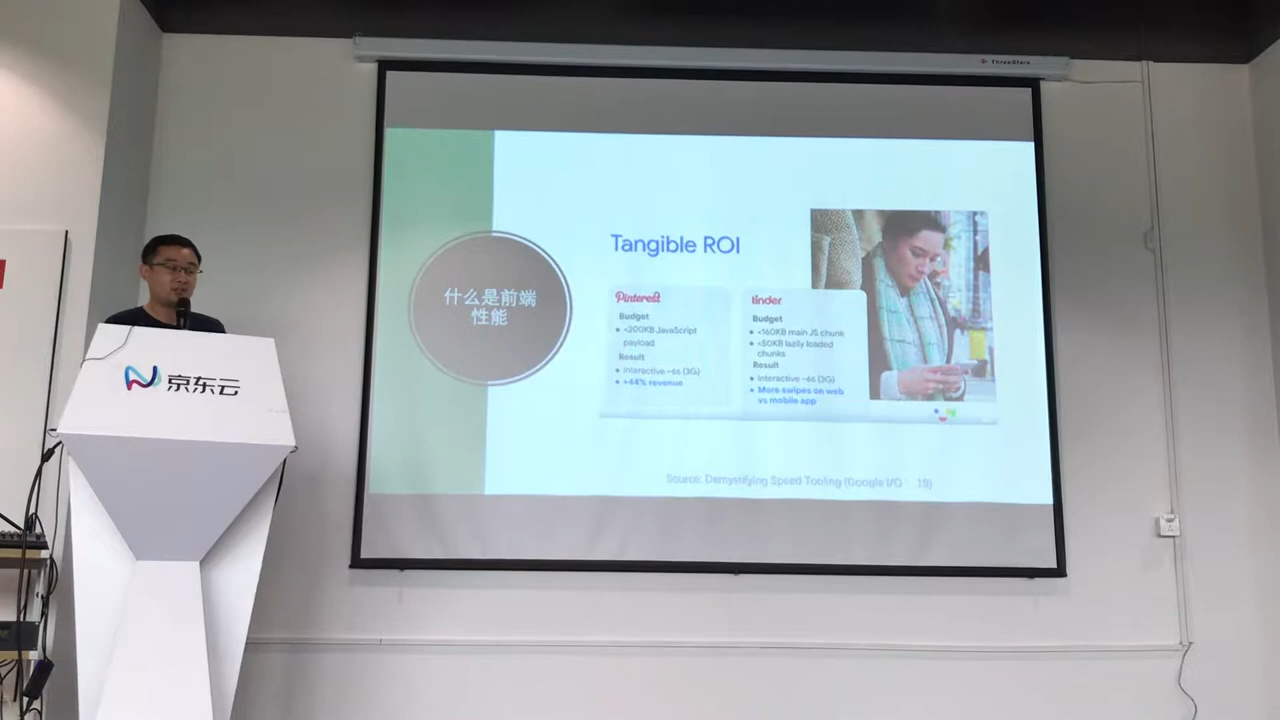 ThreeStars
什么是前端
性能
Tangible ROI
Pinterest
Budget
<200KB JavaScript
payload
Result
Interactive ~6s (3G)
+44% revenue
tinder
Budget
<160KB main JS chunk
<50KB lazily loaded
chunks
Result
Interactive ~6s (3G)
More swipes on web
vs mobile app
Source: Demystifying Speed Tooling (Google I/O ' 19)
京东云